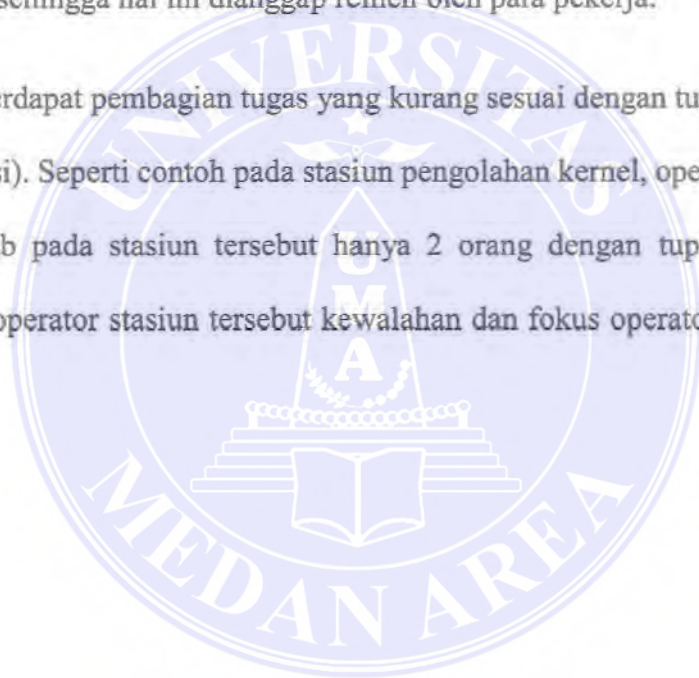 sehingga hal ini dianggap remeh oleh para pekerja.
erdapat pembagian tugas yang kurang sesuai dengan tu
si). Seperti contoh pada stasiun pengolahan kernel, ope
b pada stasiun tersebut hanya 2 orang dengan tup
operator stasiun tersebut kewalahan dan fokus operato
UNIVERSITAS
UMA
MEDAN AREA